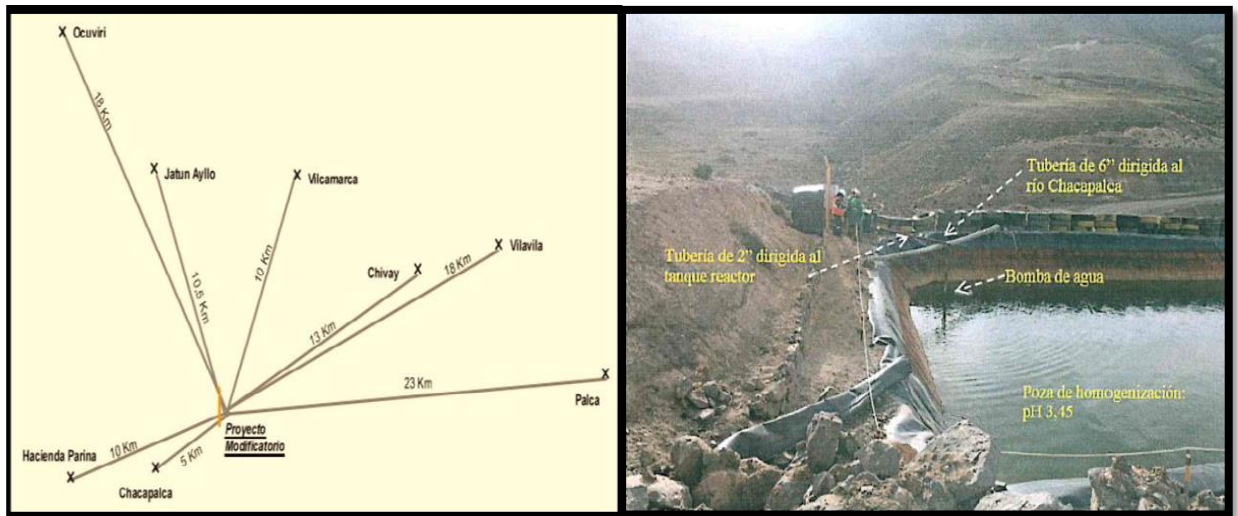 Ocuviri
18 Km
Jatun Ayllo
10,5 Km
Vilcamarca
10 Km
Chivay
13 Km
Vilavila
18 Km
23 Km
Palca
Proyecto
Modificatorio
Hacienda Parina
10 Km
5 Km
Chacapalca
Tubería de 6” dirigida al
río Chacapalca
Tubería de 2” dirigida al
tanque reactor
Bomba de agua
Poza de homogenización:
pH 3,45